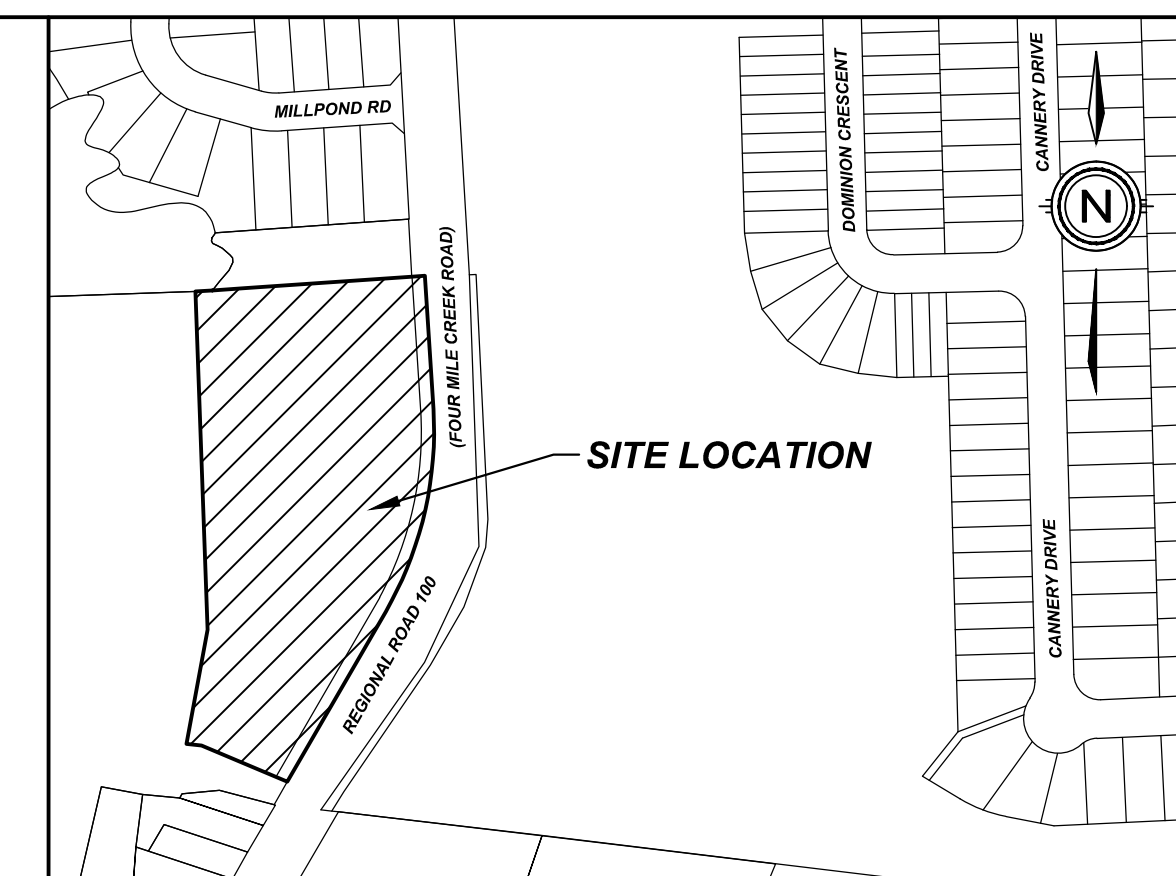 MILLPOND RD
DOMINION CRESCENT
CANNERY DRIVE
N
(FOUR MILE CREEK ROAD)
SITE LOCATION
REGIONAL ROAD 100
CANNERY DRIVE